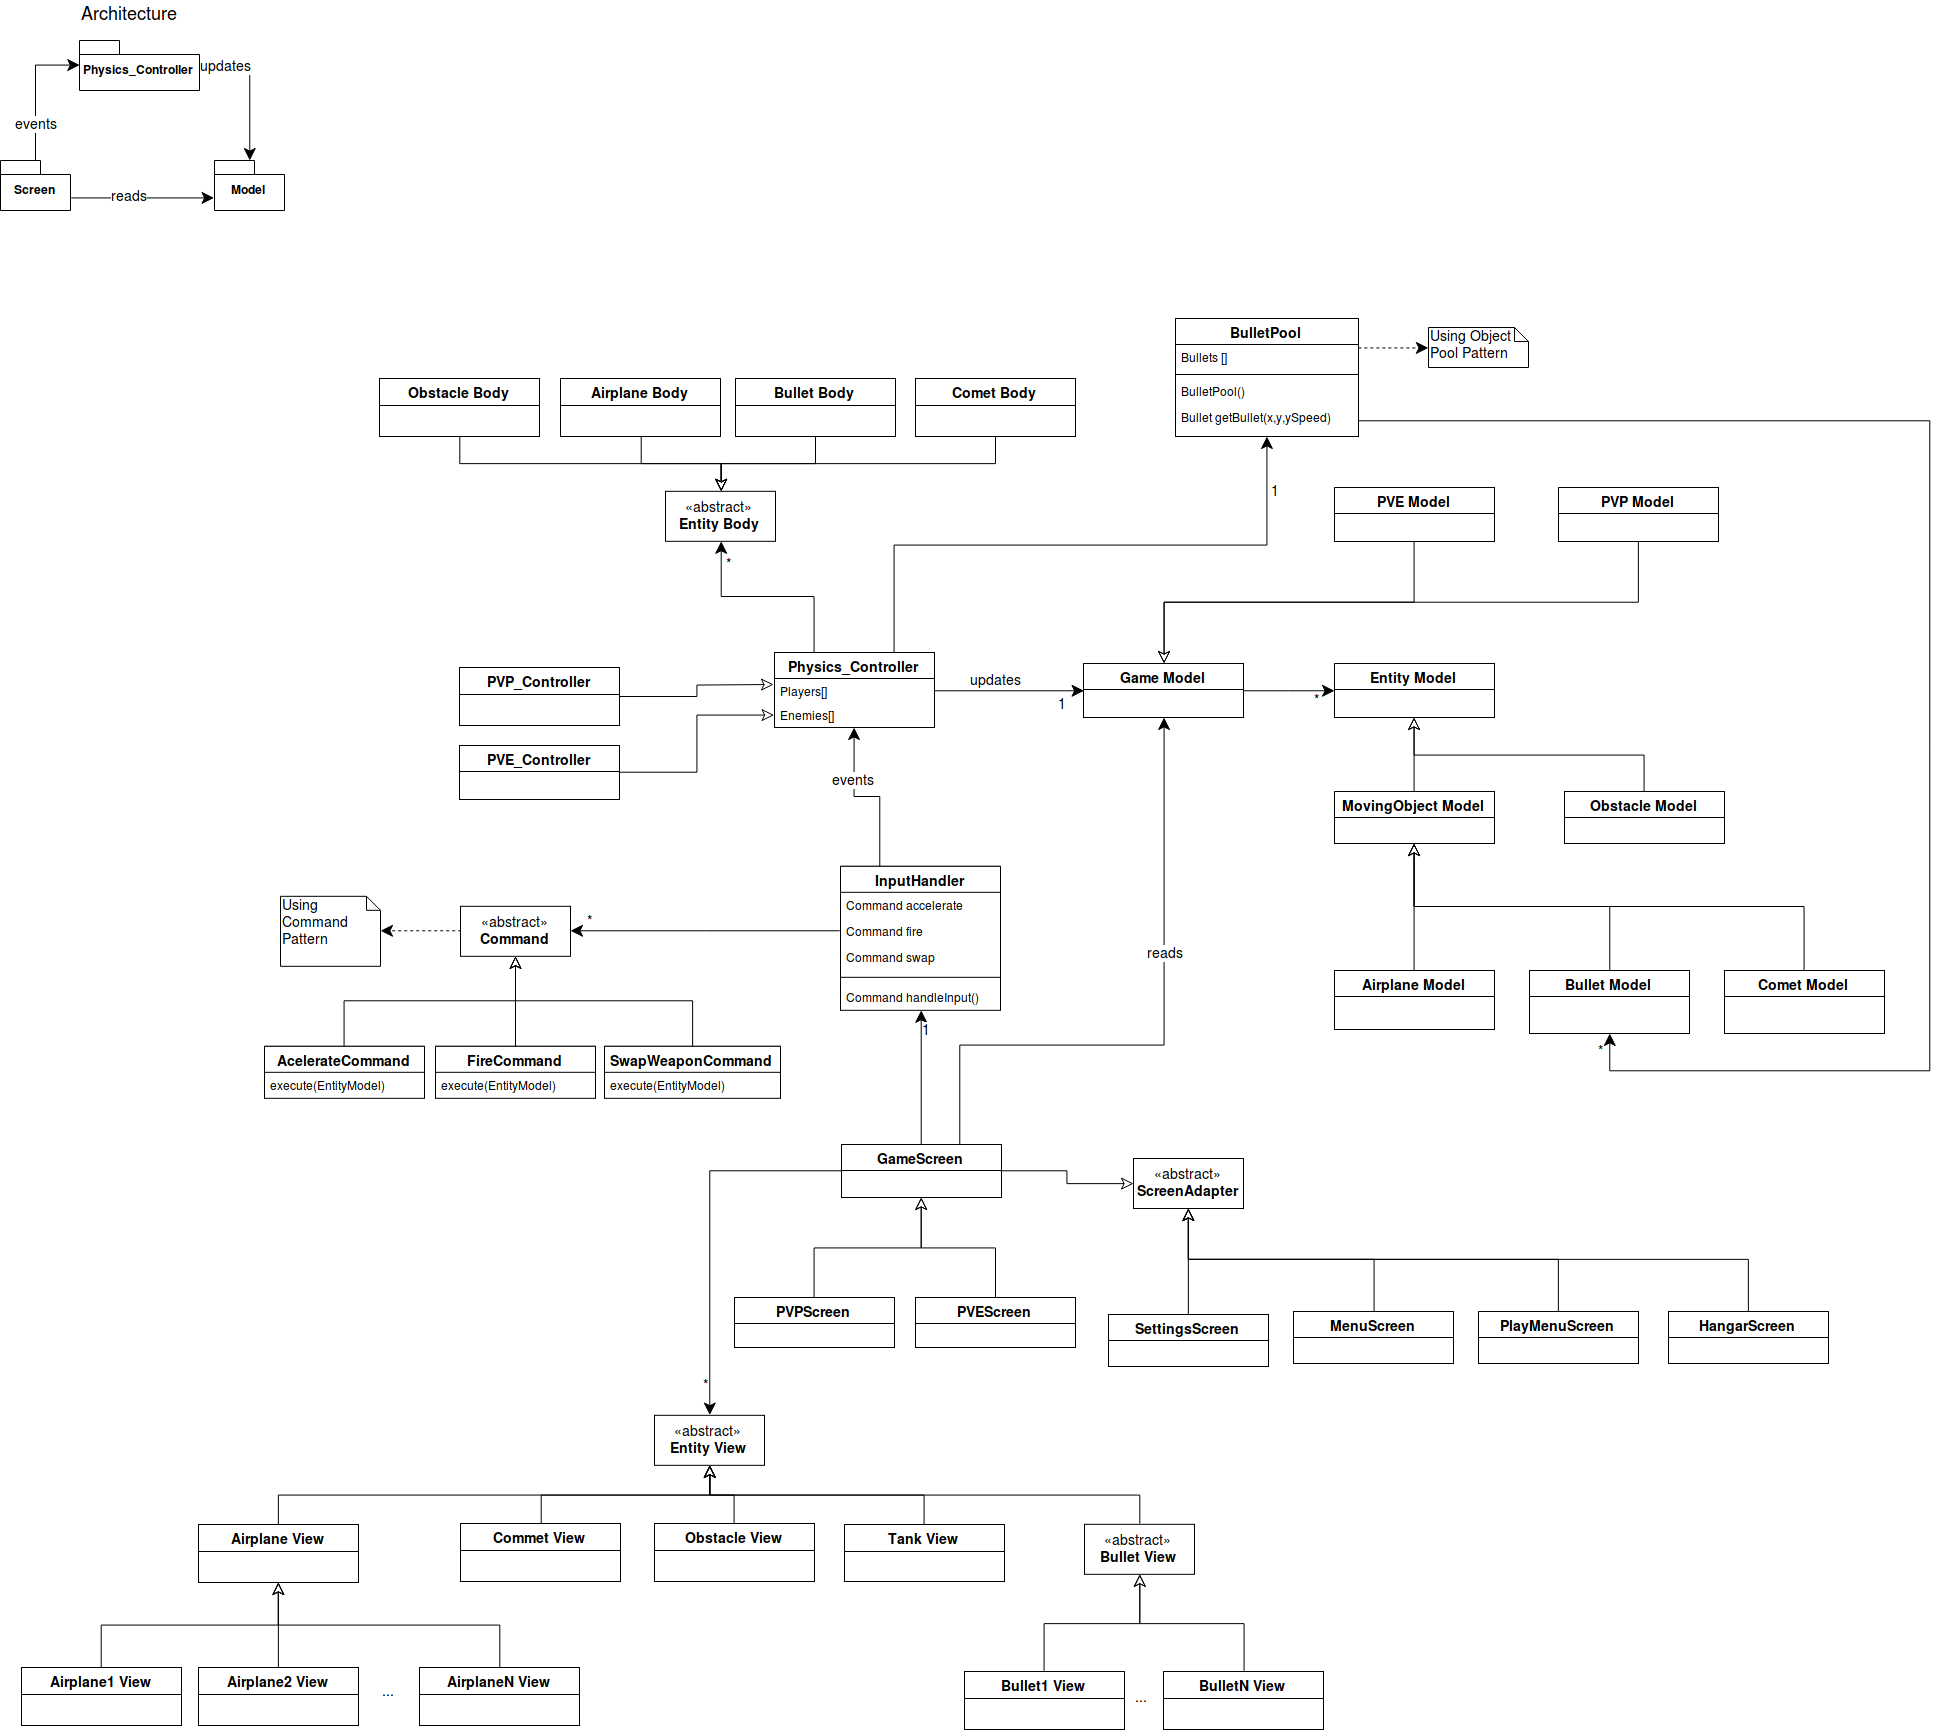 Architecture
Physics_Controller
updates
events
Screen
reads
Model
BulletPool
Bullets []
BulletPool()
Bullet getBullet(x,y,ySpeed)
Using Object
Pool Pattern
Obstacle Body
Airplane Body
Bullet Body
Comet Body
«abstract»
Entity Body
*
1
PVE Model
PVP Model
PVP_Controller
PVE_Controller
Physics_Controller
Players[]
Enemies[]
updates
1
Game Model
*
Entity Model
events
MovingObject Model
Obstacle Model
InputHandler
Command accelerate
Command fire
Command swap
Command handleInput()
Using
Command
Pattern
«abstract»
Command
*
reads
Airplane Model
Bullet Model
Comet Model
*
1
AcelerateCommand
execute(EntityModel)
FireCommand
execute(EntityModel)
SwapWeaponCommand
execute(EntityModel)
GameScreen
«abstract»
ScreenAdapter
PVPScreen
PVEScreen
SettingsScreen
MenuScreen
PlayMenuScreen
HangarScreen
*
«abstract»
Entity View
Airplane View
Commet View
Obstacle View
Tank View
«abstract»
Bullet View
Airplane1 View
Airplane2 View
...
AirplaneN View
Bullet1 View
...
BulletN View